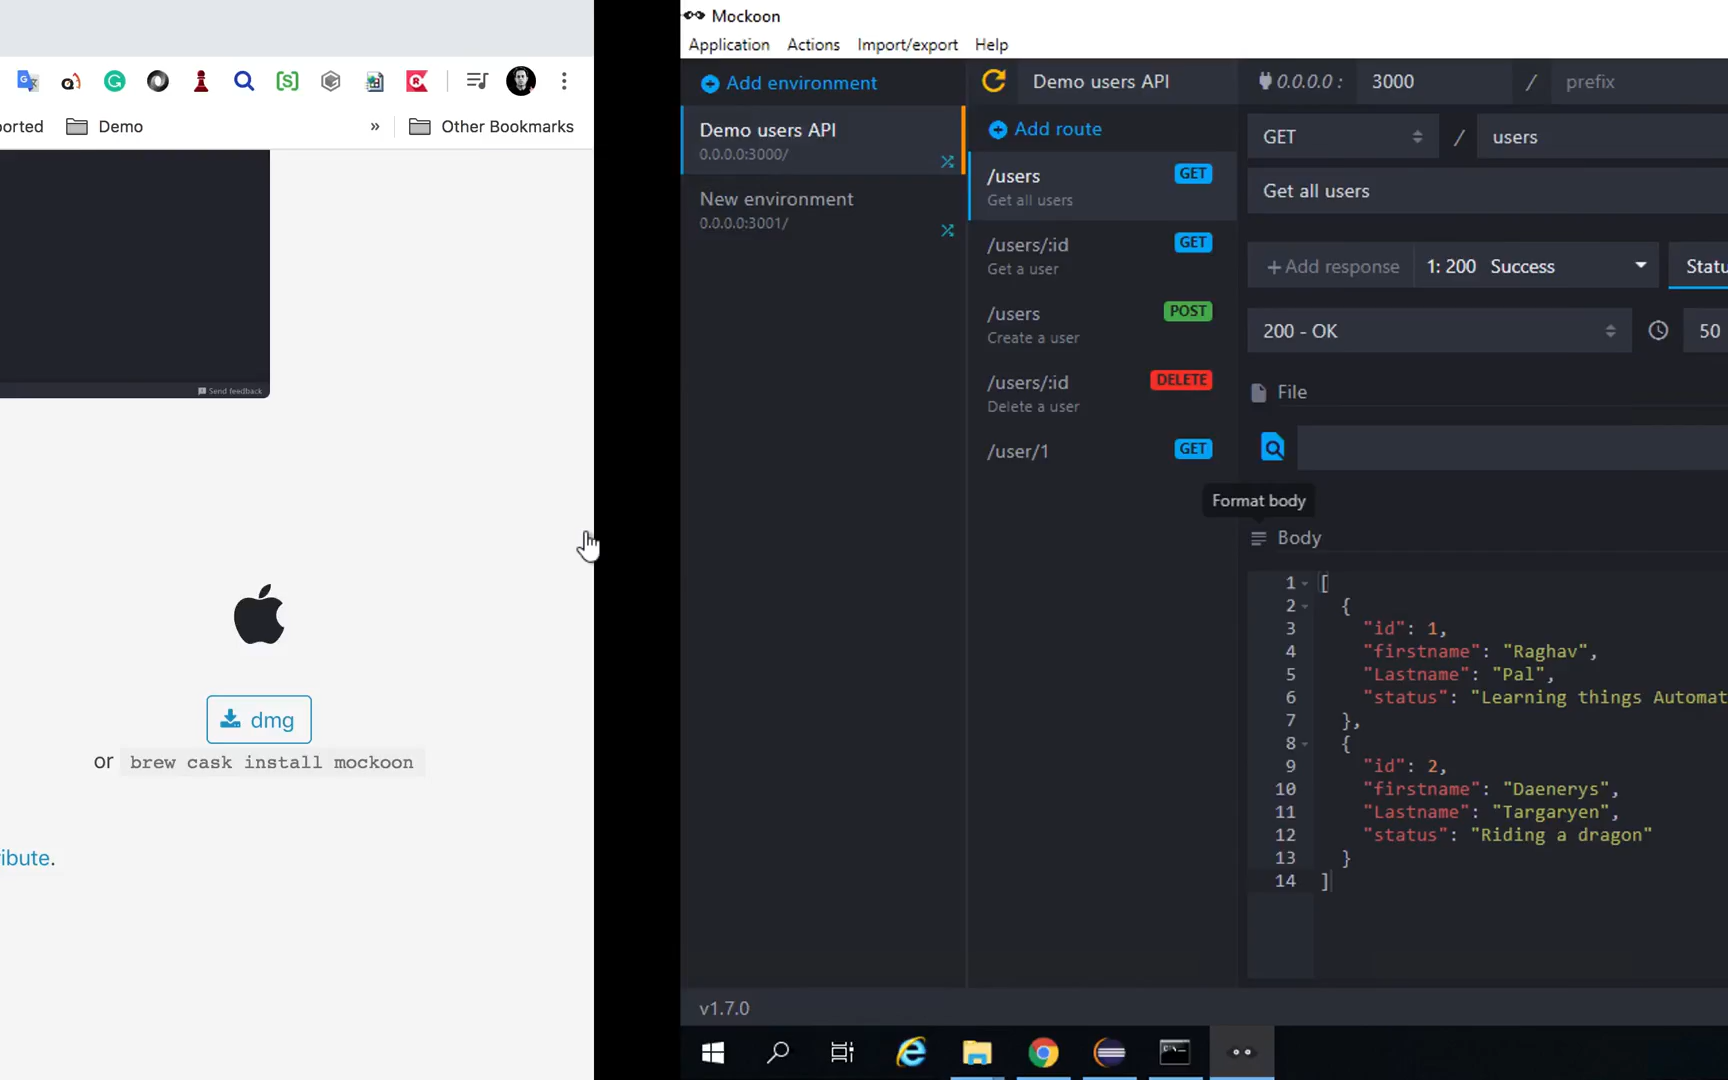 ported
Demo
»
Other Bookmarks
Send feedback
dmg
or brew cask install mockoon
ribute.
Mockoon
Application Actions Import/export Help
Add environment
Demo users API
0.0.0.0:3000/
New environment
0.0.0.0:3001/
Demo users API
0.0.0.0 : 3000 / prefix
Add route
/users GET
Get all users
/users/:id GET
Get a user
/users POST
Create a user
/users/:id DELETE
Delete a user
/user/1 GET
GET / users
Get all users
+ Add response 1: 200 Success Statu
200 - OK 50
File
Format body
Body
1 [
2 {
3 "id": 1,
4 "firstname": "Raghav",
5 "Lastname": "Pal",
6 "status": "Learning things Automat
7 },
8 {
9 "id": 2,
10 "firstname": "Daenerys",
11 "Lastname": "Targaryen",
12 "status": "Riding a dragon"
13 }
14 ]
v1.7.0